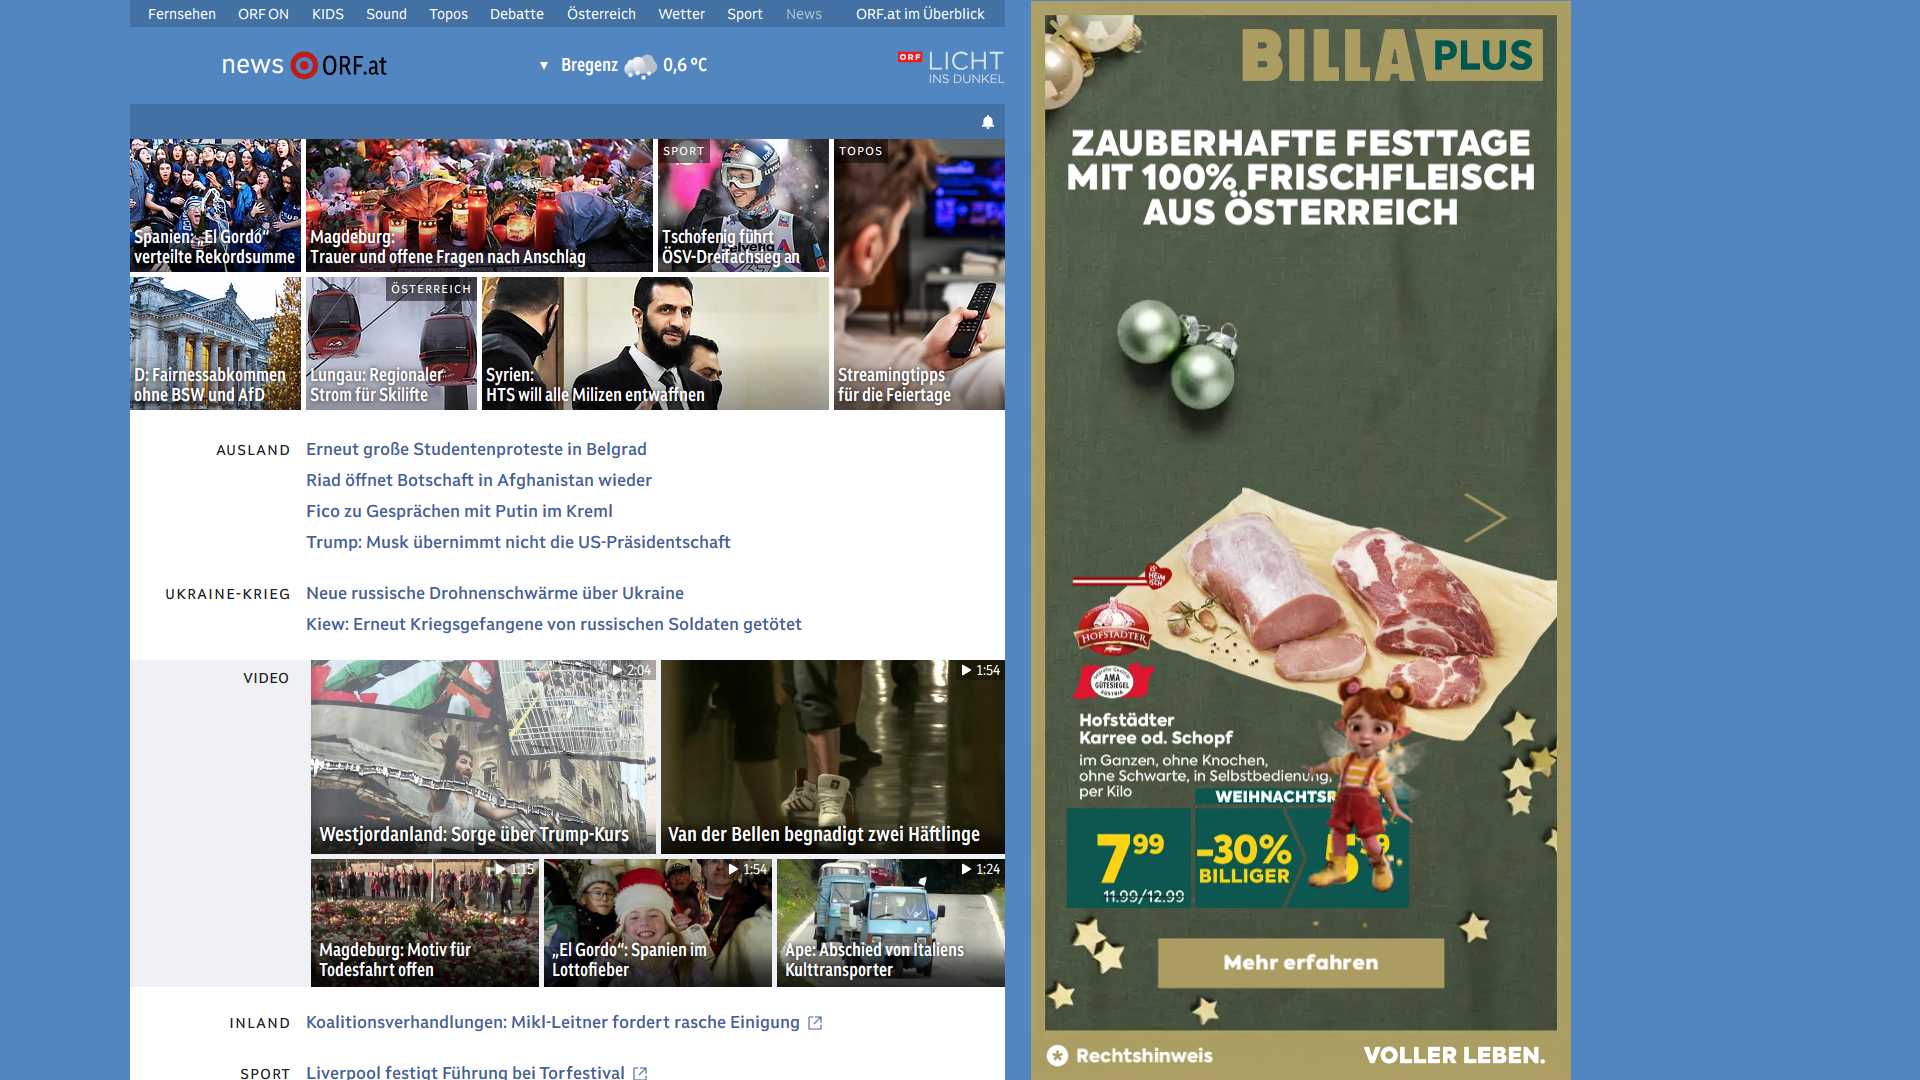 Fernsehen ORF ON KIDS Sound Topos Debatte Österreich Wetter Sport News ORF.at im Überblick
news ORF.at
▼ Bregenz 0,6 °C
ORF LICHT
INS DUNKEL
Spanien: „El Gordo“
verteilte Rekordsumme
Magdeburg:
Trauer und offene Fragen nach Anschlag
SPORT
Tschofenig führt
ÖSV-Dreifachsieg an
TOPOS
Streamingtipps
für die Feiertage
D: Fairnessabkommen
ohne BSW und AfD
ÖSTERREICH
Lungau: Regionaler
Strom für Skilifte
Syrien:
HTS will alle Milizen entwaffnen
AUSLAND
Erneut große Studentenproteste in Belgrad
Riad öffnet Botschaft in Afghanistan wieder
Fico zu Gesprächen mit Putin im Kreml
Trump: Musk übernimmt nicht die US-Präsidentschaft
UKRAINE-KRIEG
Neue russische Drohnenschwärme über Ukraine
Kiew: Erneut Kriegsgefangene von russischen Soldaten getötet
VIDEO
2:04
Westjordanland: Sorge über Trump-Kurs
1:54
Van der Bellen begnadigt zwei Häftlinge
1:15
Magdeburg: Motiv für
Todesfahrt offen
1:54
„El Gordo“: Spanien im
Lottofieber
1:24
Ape: Abschied von Italiens
Kulttransporter
INLAND
Koalitionsverhandlungen: Mikl-Leitner fordert rasche Einigung
SPORT
Liverpool festigt Führung bei Torfestival
BILLA PLUS
ZAUBERHAFTE FESTTAGE
MIT 100% FRISCHFLEISCH
AUS ÖSTERREICH
IS HEIM
ISCH
HOFSTÄDTER
AMA
GÜTESIEGEL
AUSTRIA
Hofstädter
Karree od. Schopf
im Ganzen, ohne Knochen,
ohne Schwarte, in Selbstbedienung,
per Kilo
7 99
11.99/12.99
-30%
BILLIGER
Mehr erfahren
Rechtshinweis
VOLLER LEBEN.